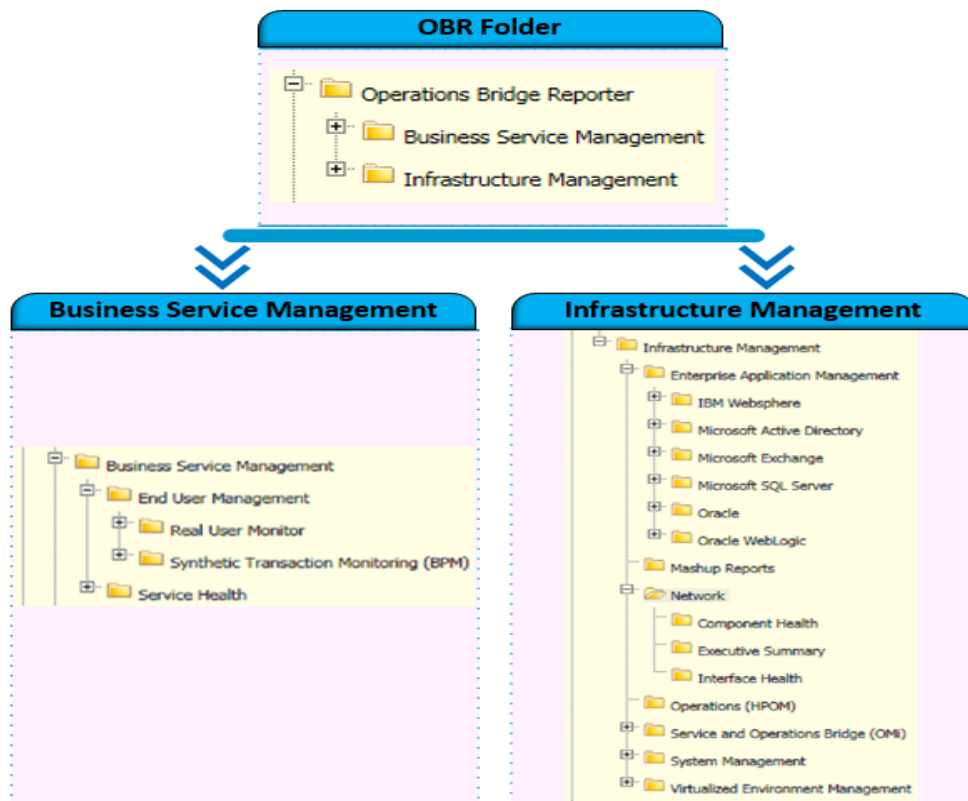 OBR Folder
Operations Bridge Reporter
Business Service Management
Infrastructure Management
Business Service Management
Business Service Management
End User Management
Real User Monitor
Synthetic Transaction Monitoring (BPM)
Service Health
Infrastructure Management
Infrastructure Management
Enterprise Application Management
IBM Websphere
Microsoft Active Directory
Microsoft Exchange
Microsoft SQL Server
Oracle
Oracle WebLogic
Mashup Reports
Network
Component Health
Executive Summary
Interface Health
Operations (HPOM)
Service and Operations Bridge (OMi)
System Management
Virtualized Environment Management